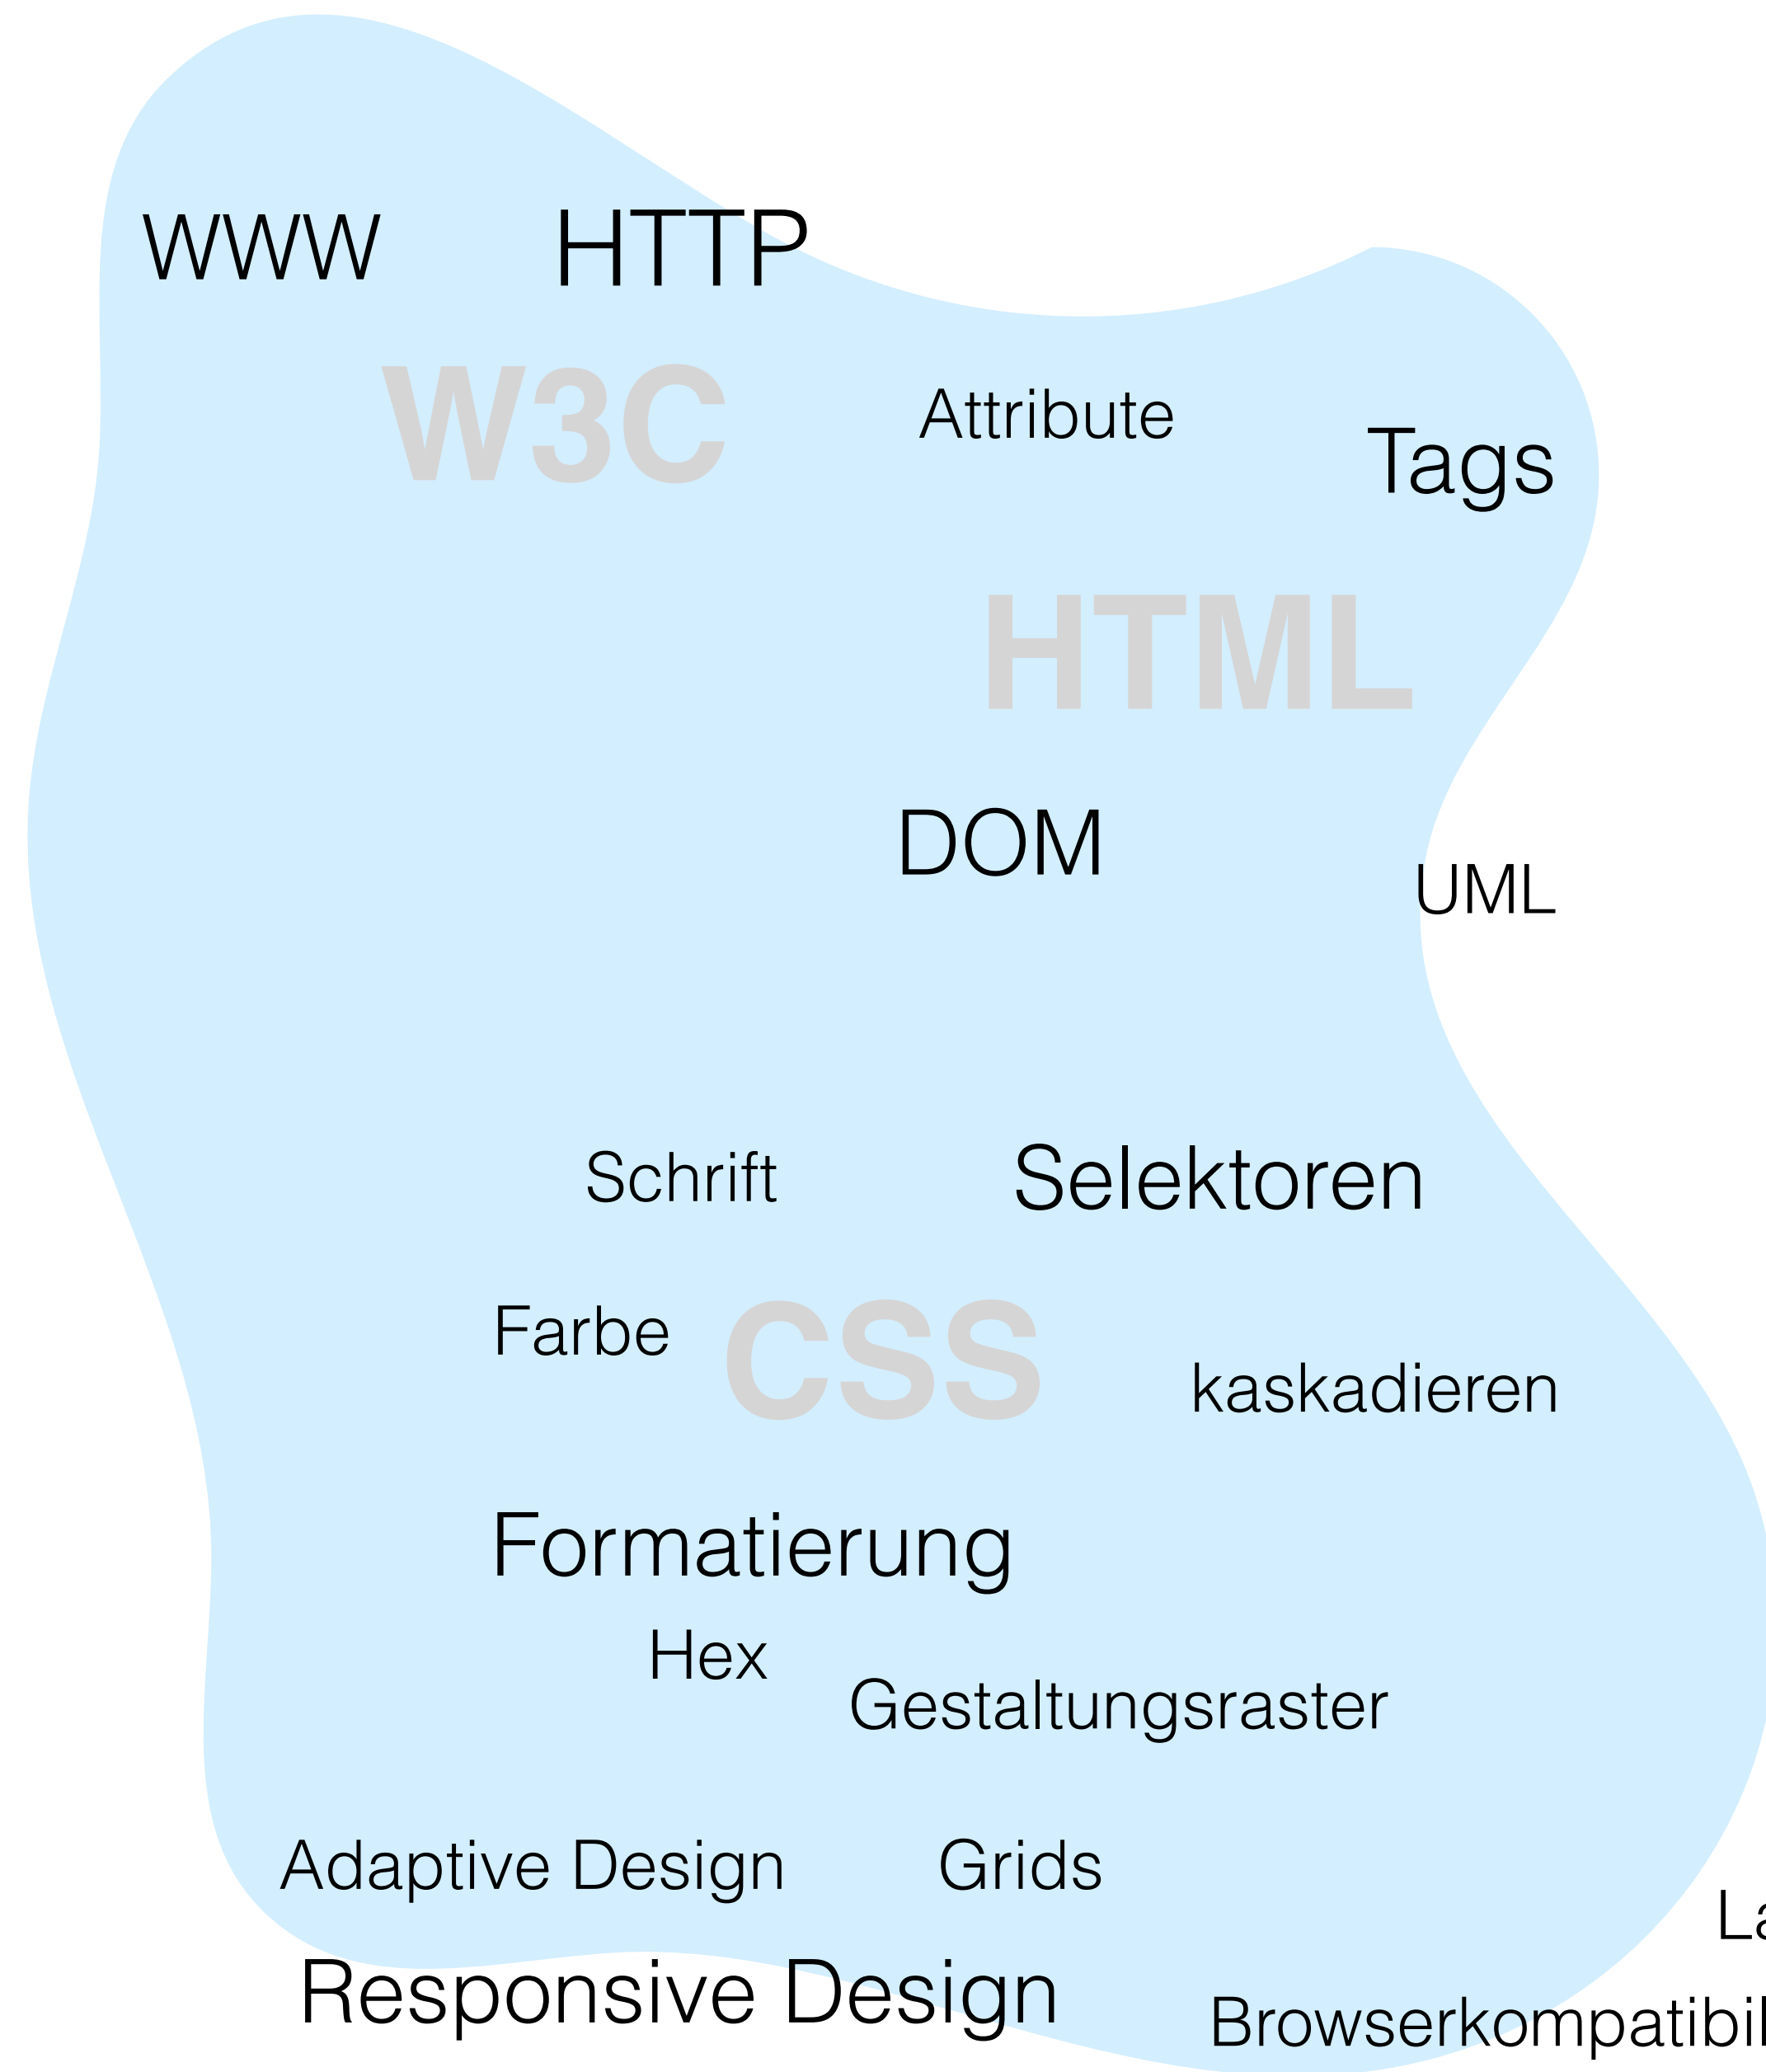 WWW
HTTP
W3C
Attribute
Tags
HTML
DOM
UML
Schrift
Selektoren
Farbe
CSS
kaskadieren
Formatierung
Hex
Gestaltungsraster
Adaptive Design
Grids
Responsive Design